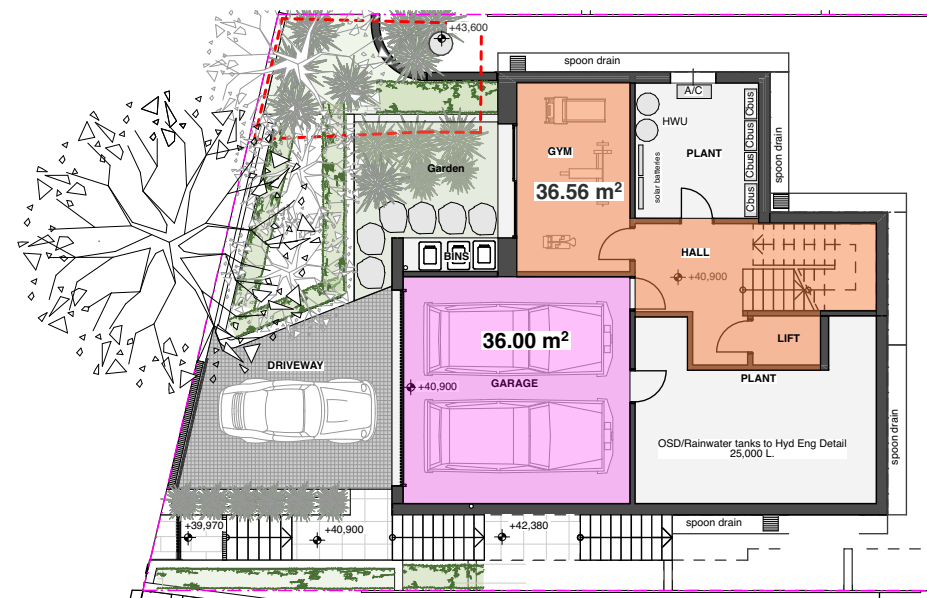 +43,600
spoon drain
A/C
Cbus
HWU
Cbus
GYM
PLANT
Cbus
spoon drain
Garden
solar batteries
36.56 m²
Cbus
BINS
HALL
+40,900
36.00 m²
LIFT
DRIVEWAY
PLANT
+40,900
GARAGE
OSD/Rainwater tanks to Hyd Eng Detail
25,000 L.
spoon drain
+39,970
+40,900
+42,380
spoon drain